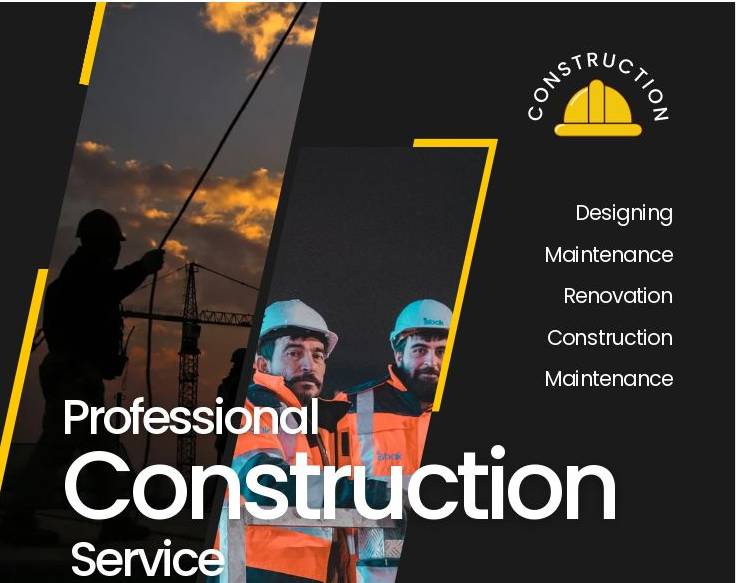 CONSTRUCTION
Designing
Maintenance
Renovation
Construction
Maintenance
Professional
Construction
Service